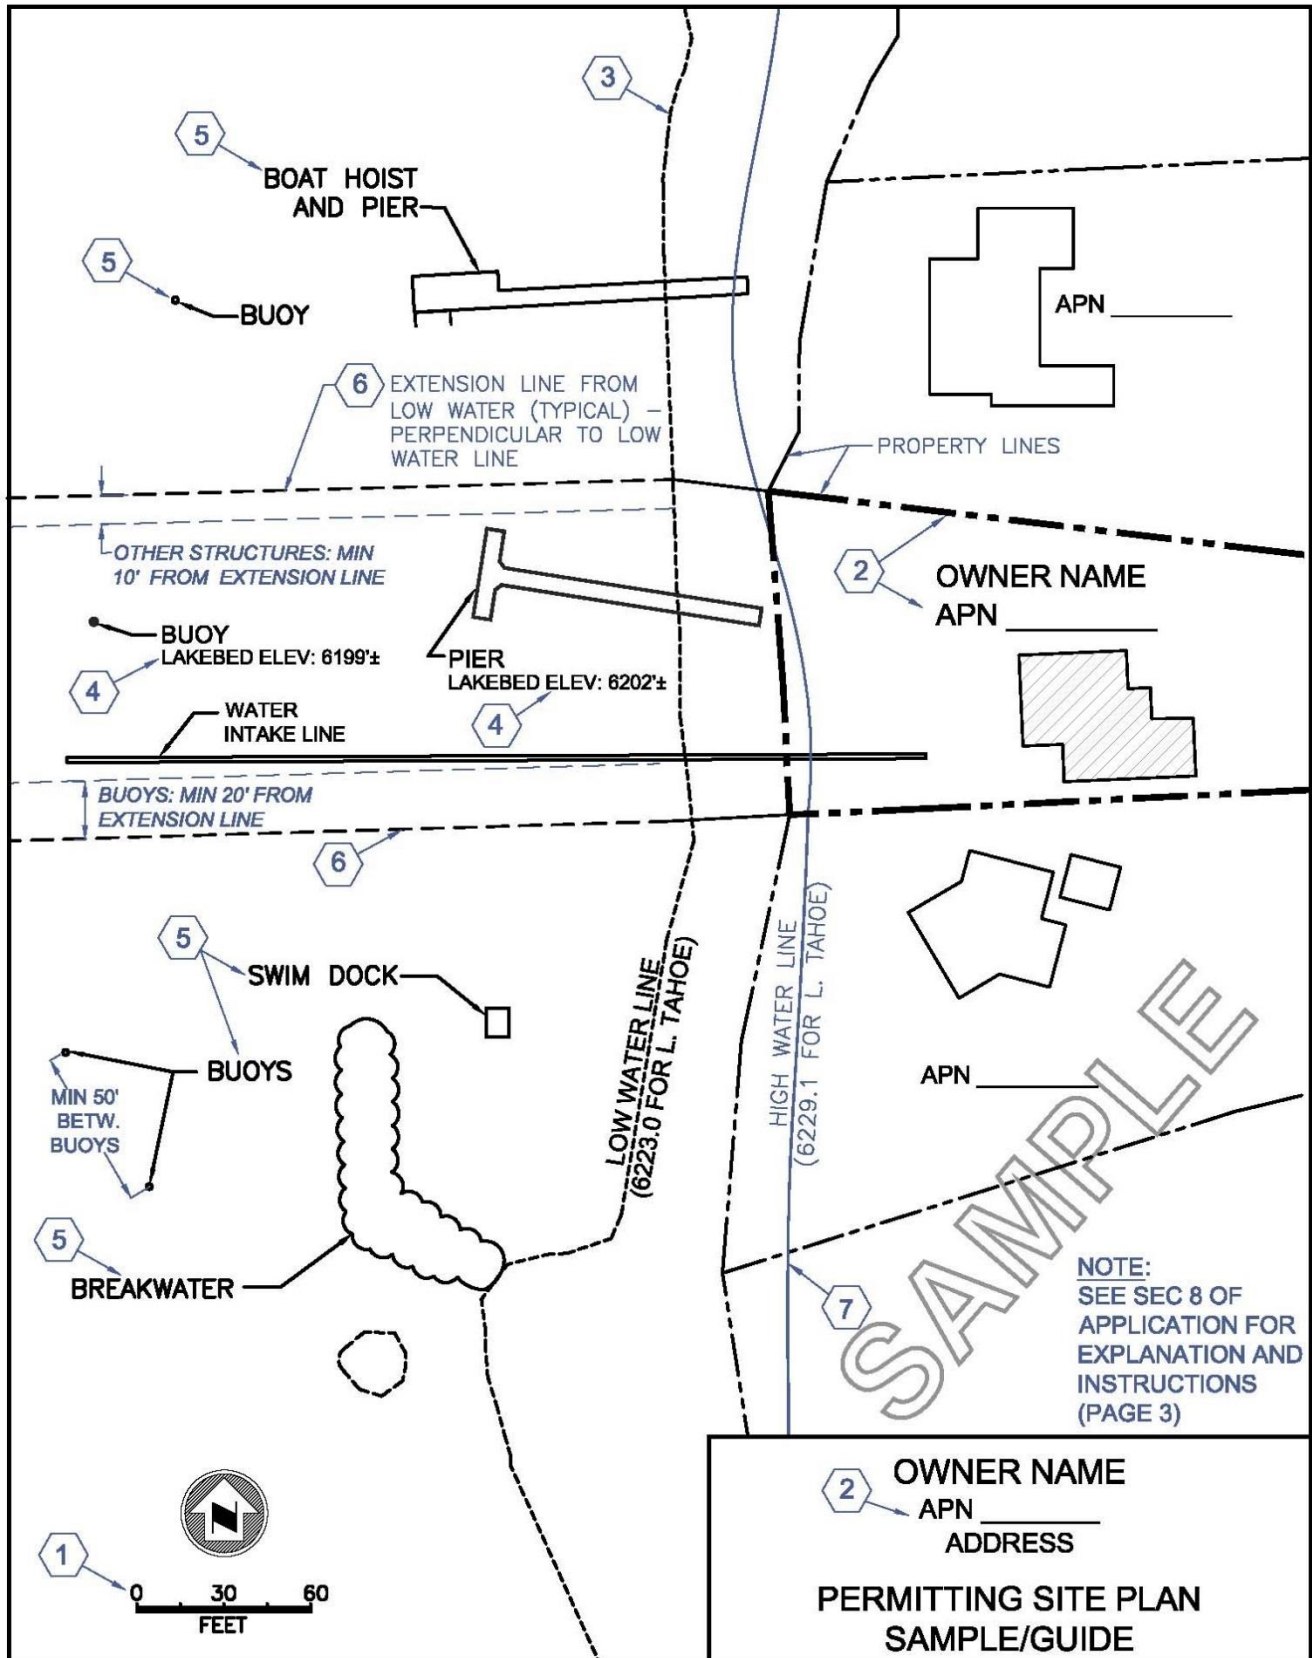 3
5
BOAT HOIST
AND PIER
5
BUOY
APN ________
6
EXTENSION LINE FROM
LOW WATER (TYPICAL) –
PERPENDICULAR TO LOW
WATER LINE
PROPERTY LINES
OTHER STRUCTURES: MIN
10' FROM EXTENSION LINE
2
OWNER NAME
APN ________
BUOY
LAKEBED ELEV: 6199'±
4
PIER
LAKEBED ELEV: 6202'±
4
WATER
INTAKE LINE
BUOYS: MIN 20' FROM
EXTENSION LINE
6
5
SWIM DOCK
BUOYS
MIN 50'
BETW.
BUOYS
LOW WATER LINE
(6223.0 FOR L. TAHOE)
HIGH WATER LINE
(6229.1 FOR L. TAHOE)
APN ________
SAMPLE
5
BREAKWATER
7
NOTE:
SEE SEC 8 OF
APPLICATION FOR
EXPLANATION AND
INSTRUCTIONS
(PAGE 3)
N
1
0 30 60
FEET
2
OWNER NAME
APN ________
ADDRESS
PERMITTING SITE PLAN
SAMPLE/GUIDE